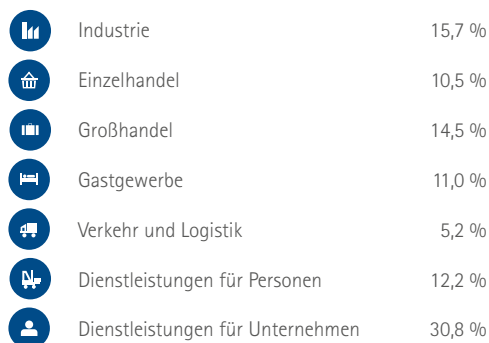 Industrie 15,7 %
Einzelhandel 10,5 %
Großhandel 14,5 %
Gastgewerbe 11,0 %
Verkehr und Logistik 5,2 %
Dienstleistungen für Personen 12,2 %
Dienstleistungen für Unternehmen 30,8 %